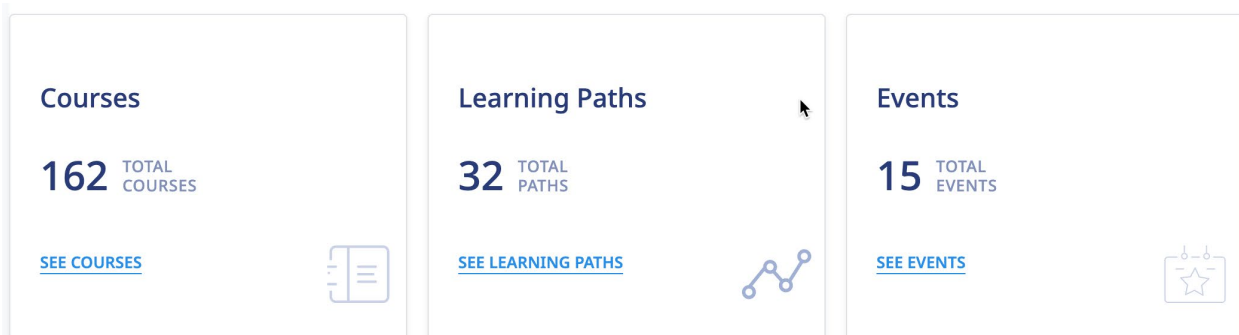 Courses
162
TOTAL
COURSES
SEE COURSES
Learning Paths
32
TOTAL
PATHS
SEE LEARNING PATHS
Events
15
TOTAL
EVENTS
SEE EVENTS